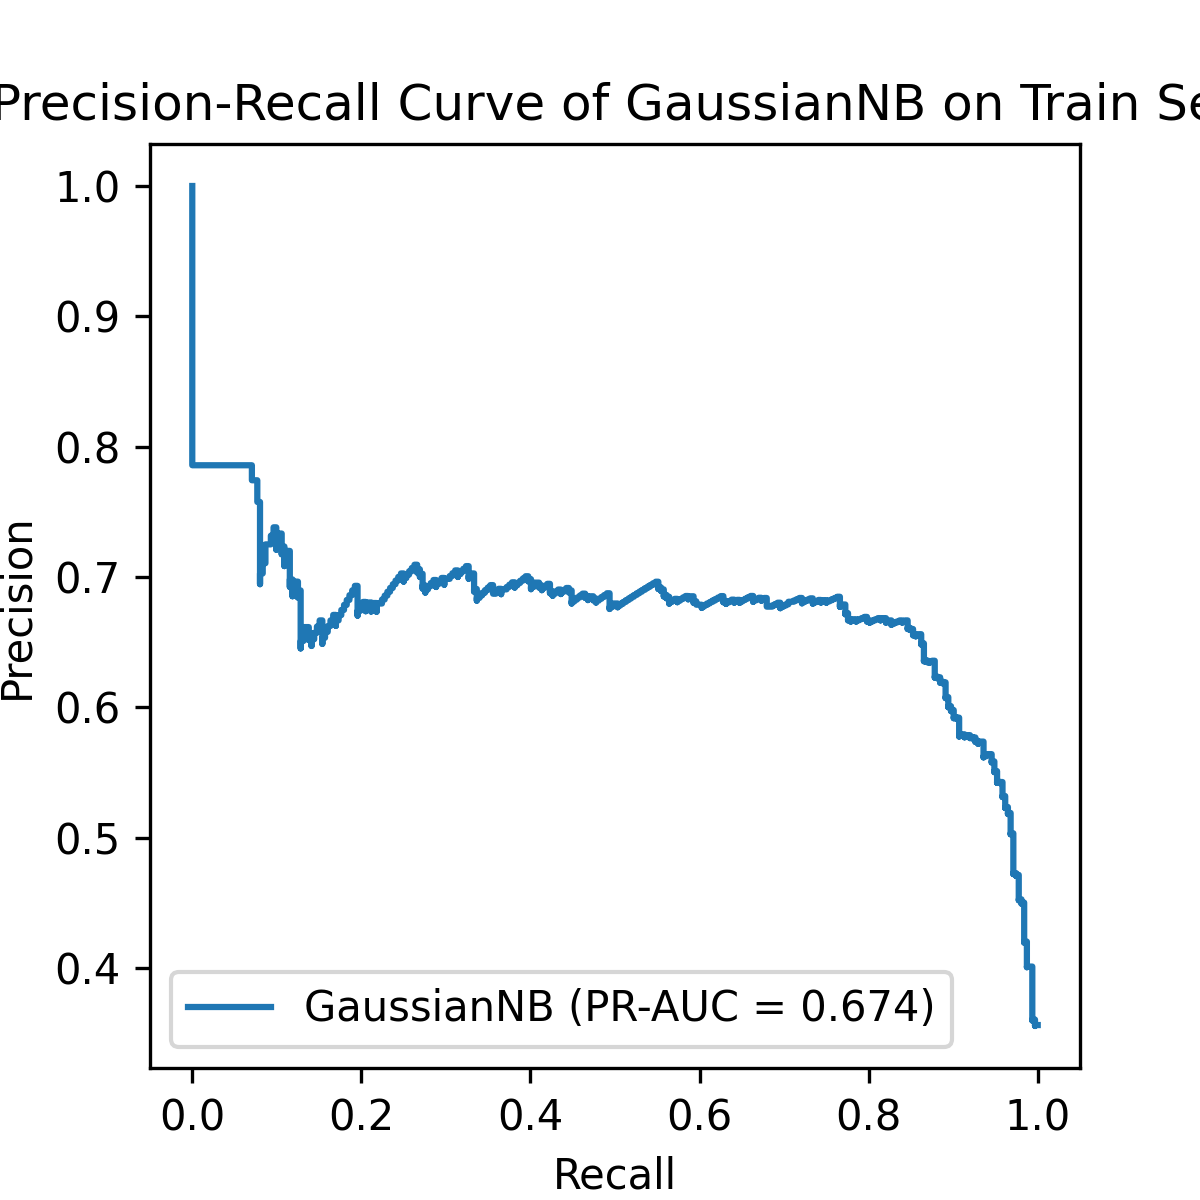 Precision-Recall Curve of GaussianNB on Train Se
1.0
0.9
0.8
0.7
0.6
0.5
0.4
Precision
GaussianNB (PR-AUC = 0.674)
0.0 0.2 0.4 0.6 0.8 1.0
Recall